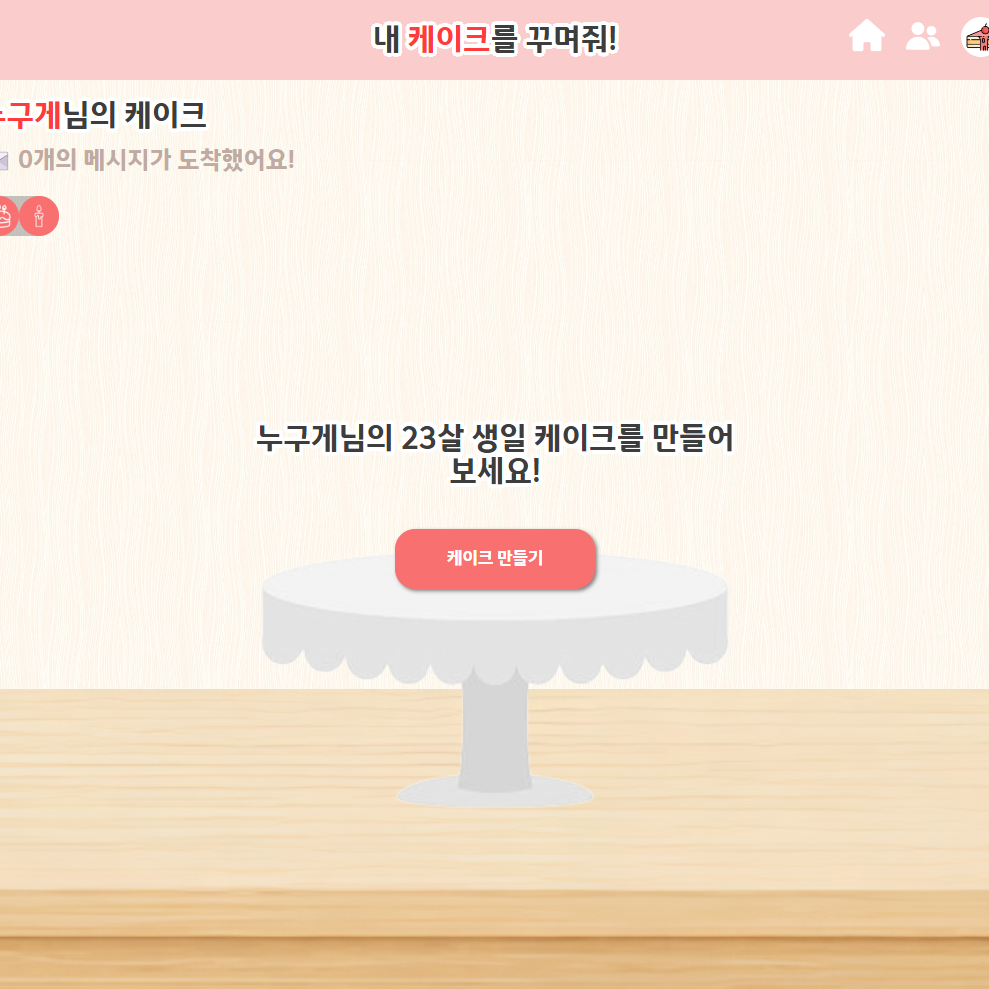 내 케이크를 꾸며줘!
누구게님의 케이크
0개의 메시지가 도착했어요!
누구게님의 23살 생일 케이크를 만들어
보세요!
케이크 만들기